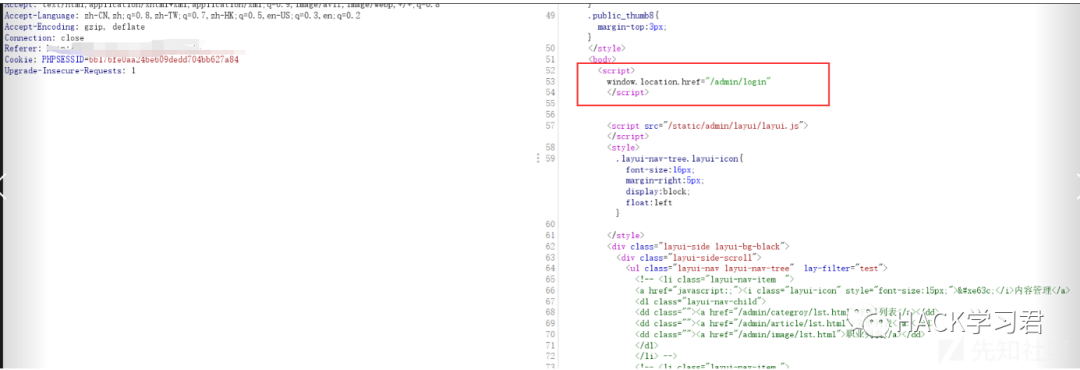 Accept: text/html,application/xhtml+xml,application/xml;q=0.9,image/avif,image/webp,*/*;q=0.8
Accept-Language: zh-CN,zh;q=0.8,zh-TW;q=0.7,zh-HK;q=0.5,en-US;q=0.3,en;q=0.2
Accept-Encoding: gzip, deflate
Connection: close
Referer:
Cookie: PHPSESSID=bb176fe0aa24beb09dedd704bb627a84
Upgrade-Insecure-Requests: 1
49 .public_thumb8{
margin-top:3px;
}
50 </style>
51 <body>
52 <script>
53 window.location.href="/admin/login"
54 </script>
55
56
57 <script src="/static/admin/layui/layui.js">
</script>
58 <style>
59 .layui-nav-tree.layui-icon{
font-size:16px;
margin-right:5px;
display:block;
float:left
}
60
61 </style>
62 <div class="layui-side layui-bg-black">
63 <div class="layui-side-scroll">
64 <ul class="layui-nav layui-nav-tree" lay-filter="test">
65 <!-- <li class="layui-nav-item ">
66 <a href="javascript:;"><i class="layui-icon" style="font-size:15px;">&#xe63c;</i>内容管理</a>
67 <dl class="layui-nav-child">
68 <dd class=""><a href="/admin/categroy/lst.html 列表</a></dd>
69 <dd class=""><a href="/admin/article/lst.html
70 <dd class=""><a href="/admin/image/lst.html">职业 </a></dd>
71 </dl>
72 </li> -->
73 <!-- <li class="layui-nav-item ">
HACK学习君
先知社区